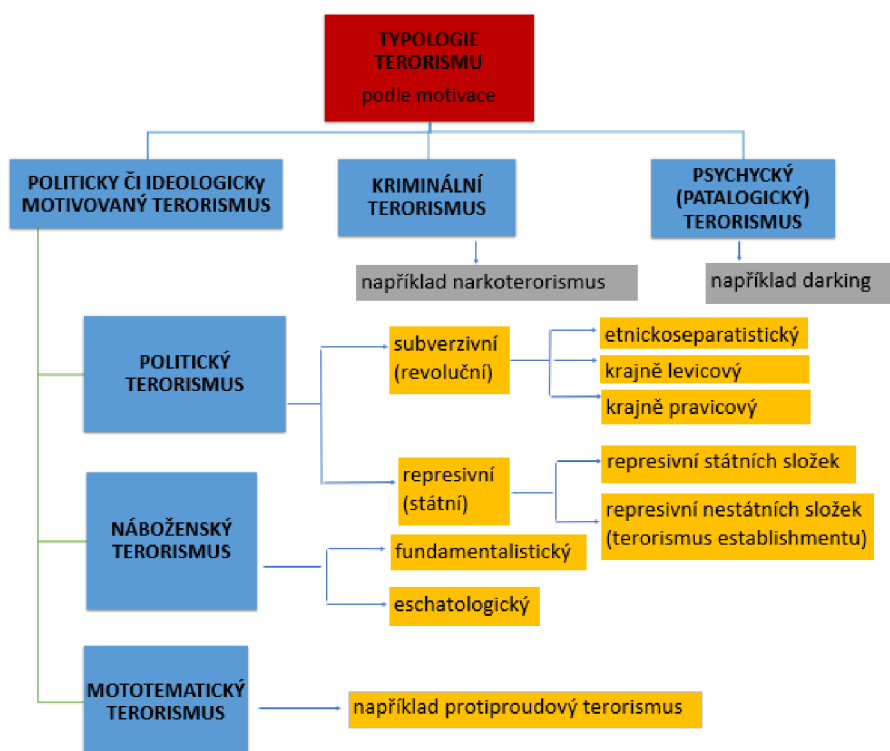 TYPOLOGIE
TERORISMU
podle motivace
POLITICKY ČI IDEOLOGICKy
MOTIVOVANÝ TERORISMUS
KRIMINÁLNÍ
TERORISMUS
PSYCHYCKÝ
(PATALOGICKÝ)
TERORISMUS
například narkoterorismus
například darking
POLITICKÝ
TERORISMUS
subverzivní
(revoluční)
etnickoseparatistický
krajně levicový
krajně pravicový
represivní
(státní)
represivní státních složek
represivní nestátních složek
(terorismus establishmentu)
NÁBOŽENSKÝ
TERORISMUS
fundamentalistický
eschatologický
MOTOTEMATICKÝ
TERORISMUS
například protiproudový terorismus